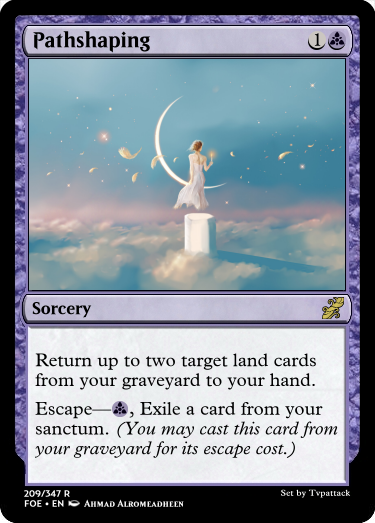 Pathshaping 1
Sorcery
Return up to two target land cards
from your graveyard to your hand.
Escape—, Exile a card from your
sanctum. (You may cast this card from
your graveyard for its escape cost.)
209/347 R Set by Tvpattack
FOE • EN Ahmad Alromeadheen